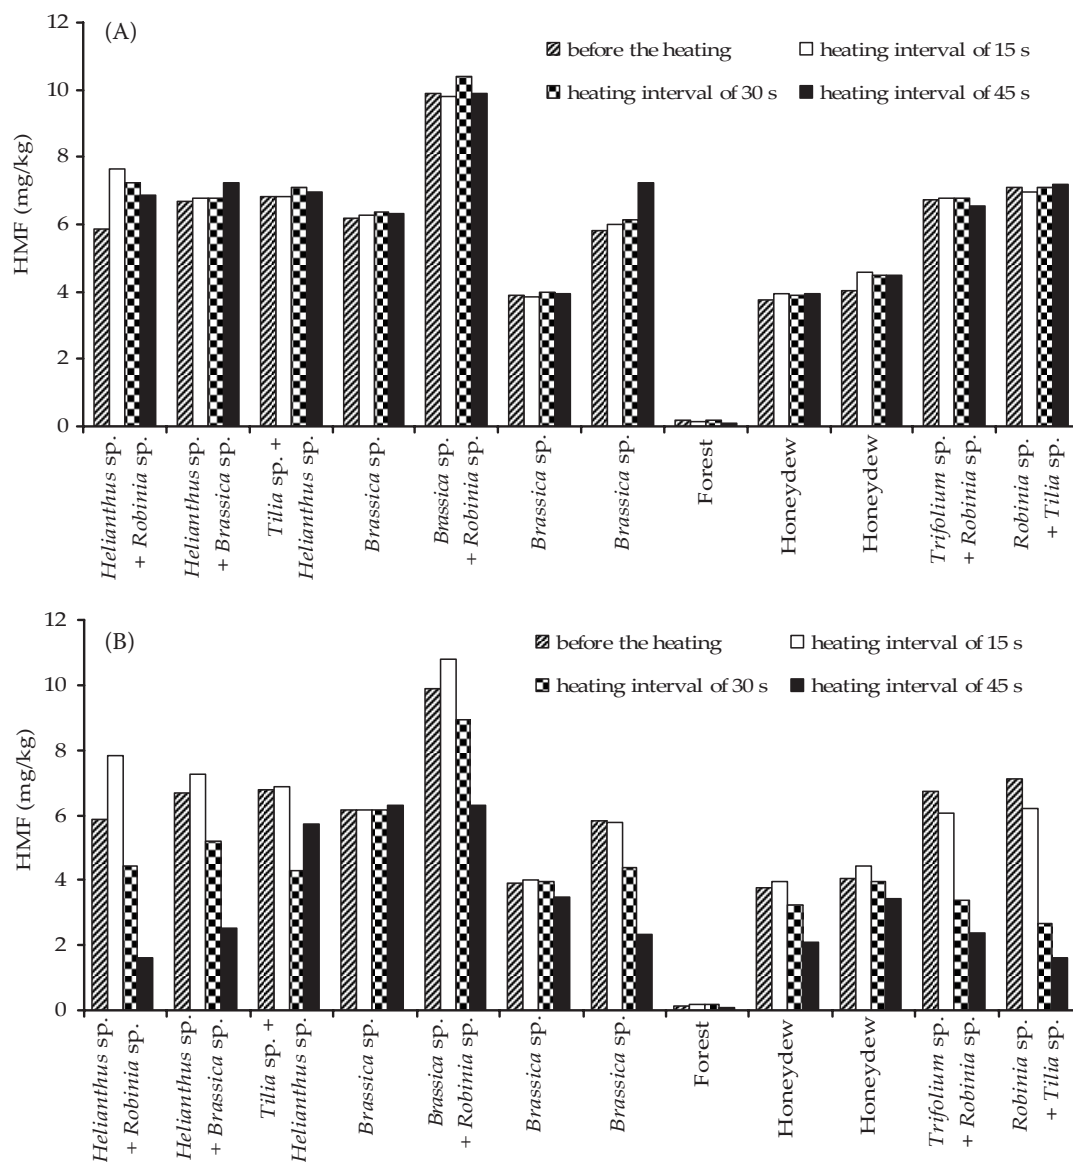 (A)
before the heating
heating interval of 15 s
heating interval of 30 s
heating interval of 45 s
HMF (mg/kg)
12
10
8
6
4
2
0
Helianthus sp.
+ Robinia sp.
Helianthus sp.
+ Brassica sp.
Tilia sp. +
Helianthus sp.
Brassica sp.
Brassica sp.
+ Robinia sp.
Brassica sp.
Brassica sp.
Forest
Honeydew
Honeydew
Trifolium sp.
+ Robinia sp.
Robinia sp.
+ Tilia sp.
(B)
before the heating
heating interval of 15 s
heating interval of 30 s
heating interval of 45 s
HMF (mg/kg)
12
10
8
6
4
2
0
Helianthus sp.
+ Robinia sp.
Helianthus sp.
+ Brassica sp.
Tilia sp. +
Helianthus sp.
Brassica sp.
Brassica sp.
+ Robinia sp.
Brassica sp.
Brassica sp.
Forest
Honeydew
Honeydew
Trifolium sp.
+ Robinia sp.
Robinia sp.
+ Tilia sp.